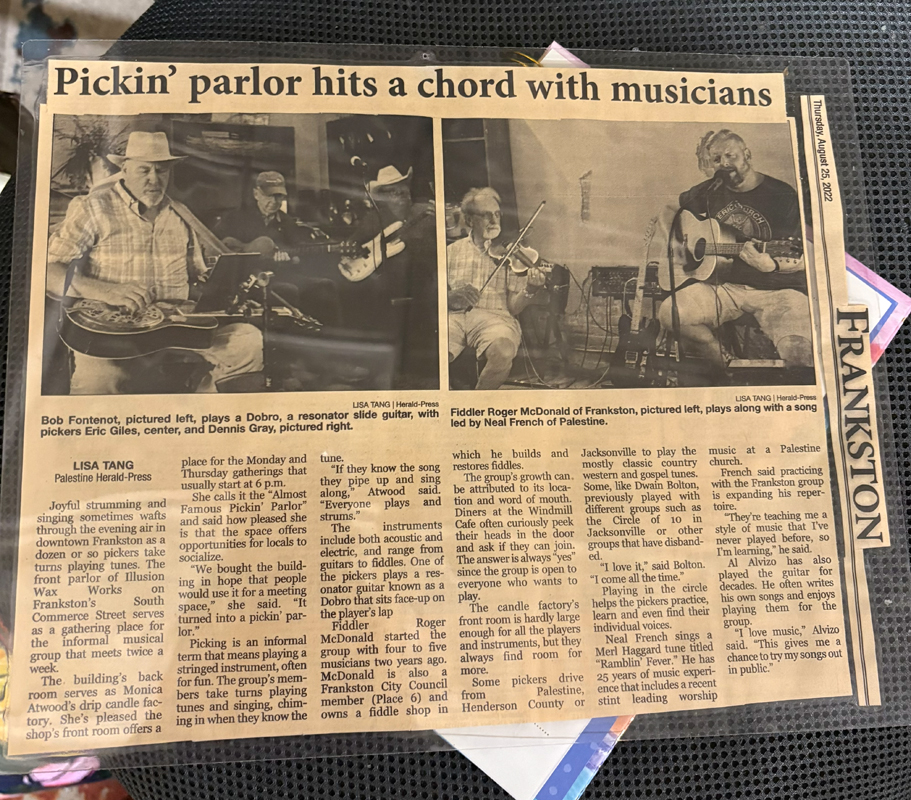 Pickin' parlor hits a chord with musicians
Thursday, August 25, 2022
FRANKSTON
ERIC CHURCH
LISA TANG | Herald-Press
Bob Fontenot, pictured left, plays a Dobro, a resonator slide guitar, with
pickers Eric Giles, center, and Dennis Gray, pictured right.
LISA TANG | Herald-Press
Fiddler Roger McDonald of Frankston, pictured left, plays along with a song
led by Neal French of Palestine.
LISA TANG
Palestine Herald-Press
Joyful strumming and
singing sometimes wafts
through the evening air in
downtown Frankston as a
dozen or so pickers take
turns playing tunes. The
front parlor of Illusion
Wax Works on
Frankston's South
Commerce Street serves
as a gathering place for
the informal musical
group that meets twice a
week.
The building's back
room serves as Monica
Atwood's drip candle fac-
tory. She's pleased the
shop's front room offers a
place for the Monday and
Thursday gatherings that
usually start at 6 p.m.
She calls it the "Almost
Famous Pickin' Parlor"
and said how pleased she
is that the space offers
opportunities for locals to
socialize.
"We bought the build-
ing in hope that people
would use it for a meeting
space," she said. "It
turned into a pickin' par-
lor."
Picking is an informal
term that means playing a
stringed instrument, often
for fun. The group's mem-
bers take turns playing
tunes and singing, chim-
ing in when they know the
tune.
"If they know the song
they pipe up and sing
along," Atwood said.
"Everyone plays and
strums."
The instruments
include both acoustic and
electric, and range from
guitars to fiddles. One of
the pickers plays a res-
onator guitar known as a
Dobro that sits face-up on
the player's lap
Fiddler Roger
McDonald started the
group with four to five
musicians two years ago.
McDonald is also a
Frankston City Council
member (Place 6) and
owns a fiddle shop in
which he builds and
restores fiddles.
The group's growth can
be attributed to its loca-
tion and word of mouth.
Diners at the Windmill
Cafe often curiously peek
their heads in the door
and ask if they can join.
The answer is always "yes"
since the group is open to
everyone who wants to
play.
The candle factory's
front room is hardly large
enough for all the players
and instruments, but they
always find room for
more.
Some pickers drive
from Palestine,
Henderson County or
Jacksonville to play the
mostly classic country
western and gospel tunes.
Some, like Dwain Bolton,
previously played with
different groups such as
the Circle of 10 in
Jacksonville or other
groups that have disband-
ed.
"I love it," said Bolton.
"I come all the time."
Playing in the circle
helps the pickers practice,
learn and even find their
individual voices.
Neal French sings a
Merl Haggard tune titled
"Ramblin' Fever." He has
25 years of music experi-
ence that includes a recent
stint leading worship
music at a Palestine
church.
French said practicing
with the Frankston group
is expanding his reper-
toire.
"They're teaching me a
style of music that I've
never played before, so
I'm learning," he said.
Al Alvizo has also
played the guitar for
decades. He often writes
his own songs and enjoys
playing them for the
group.
"I love music," Alvizo
said. "This gives me a
chance to try my songs out
in public."